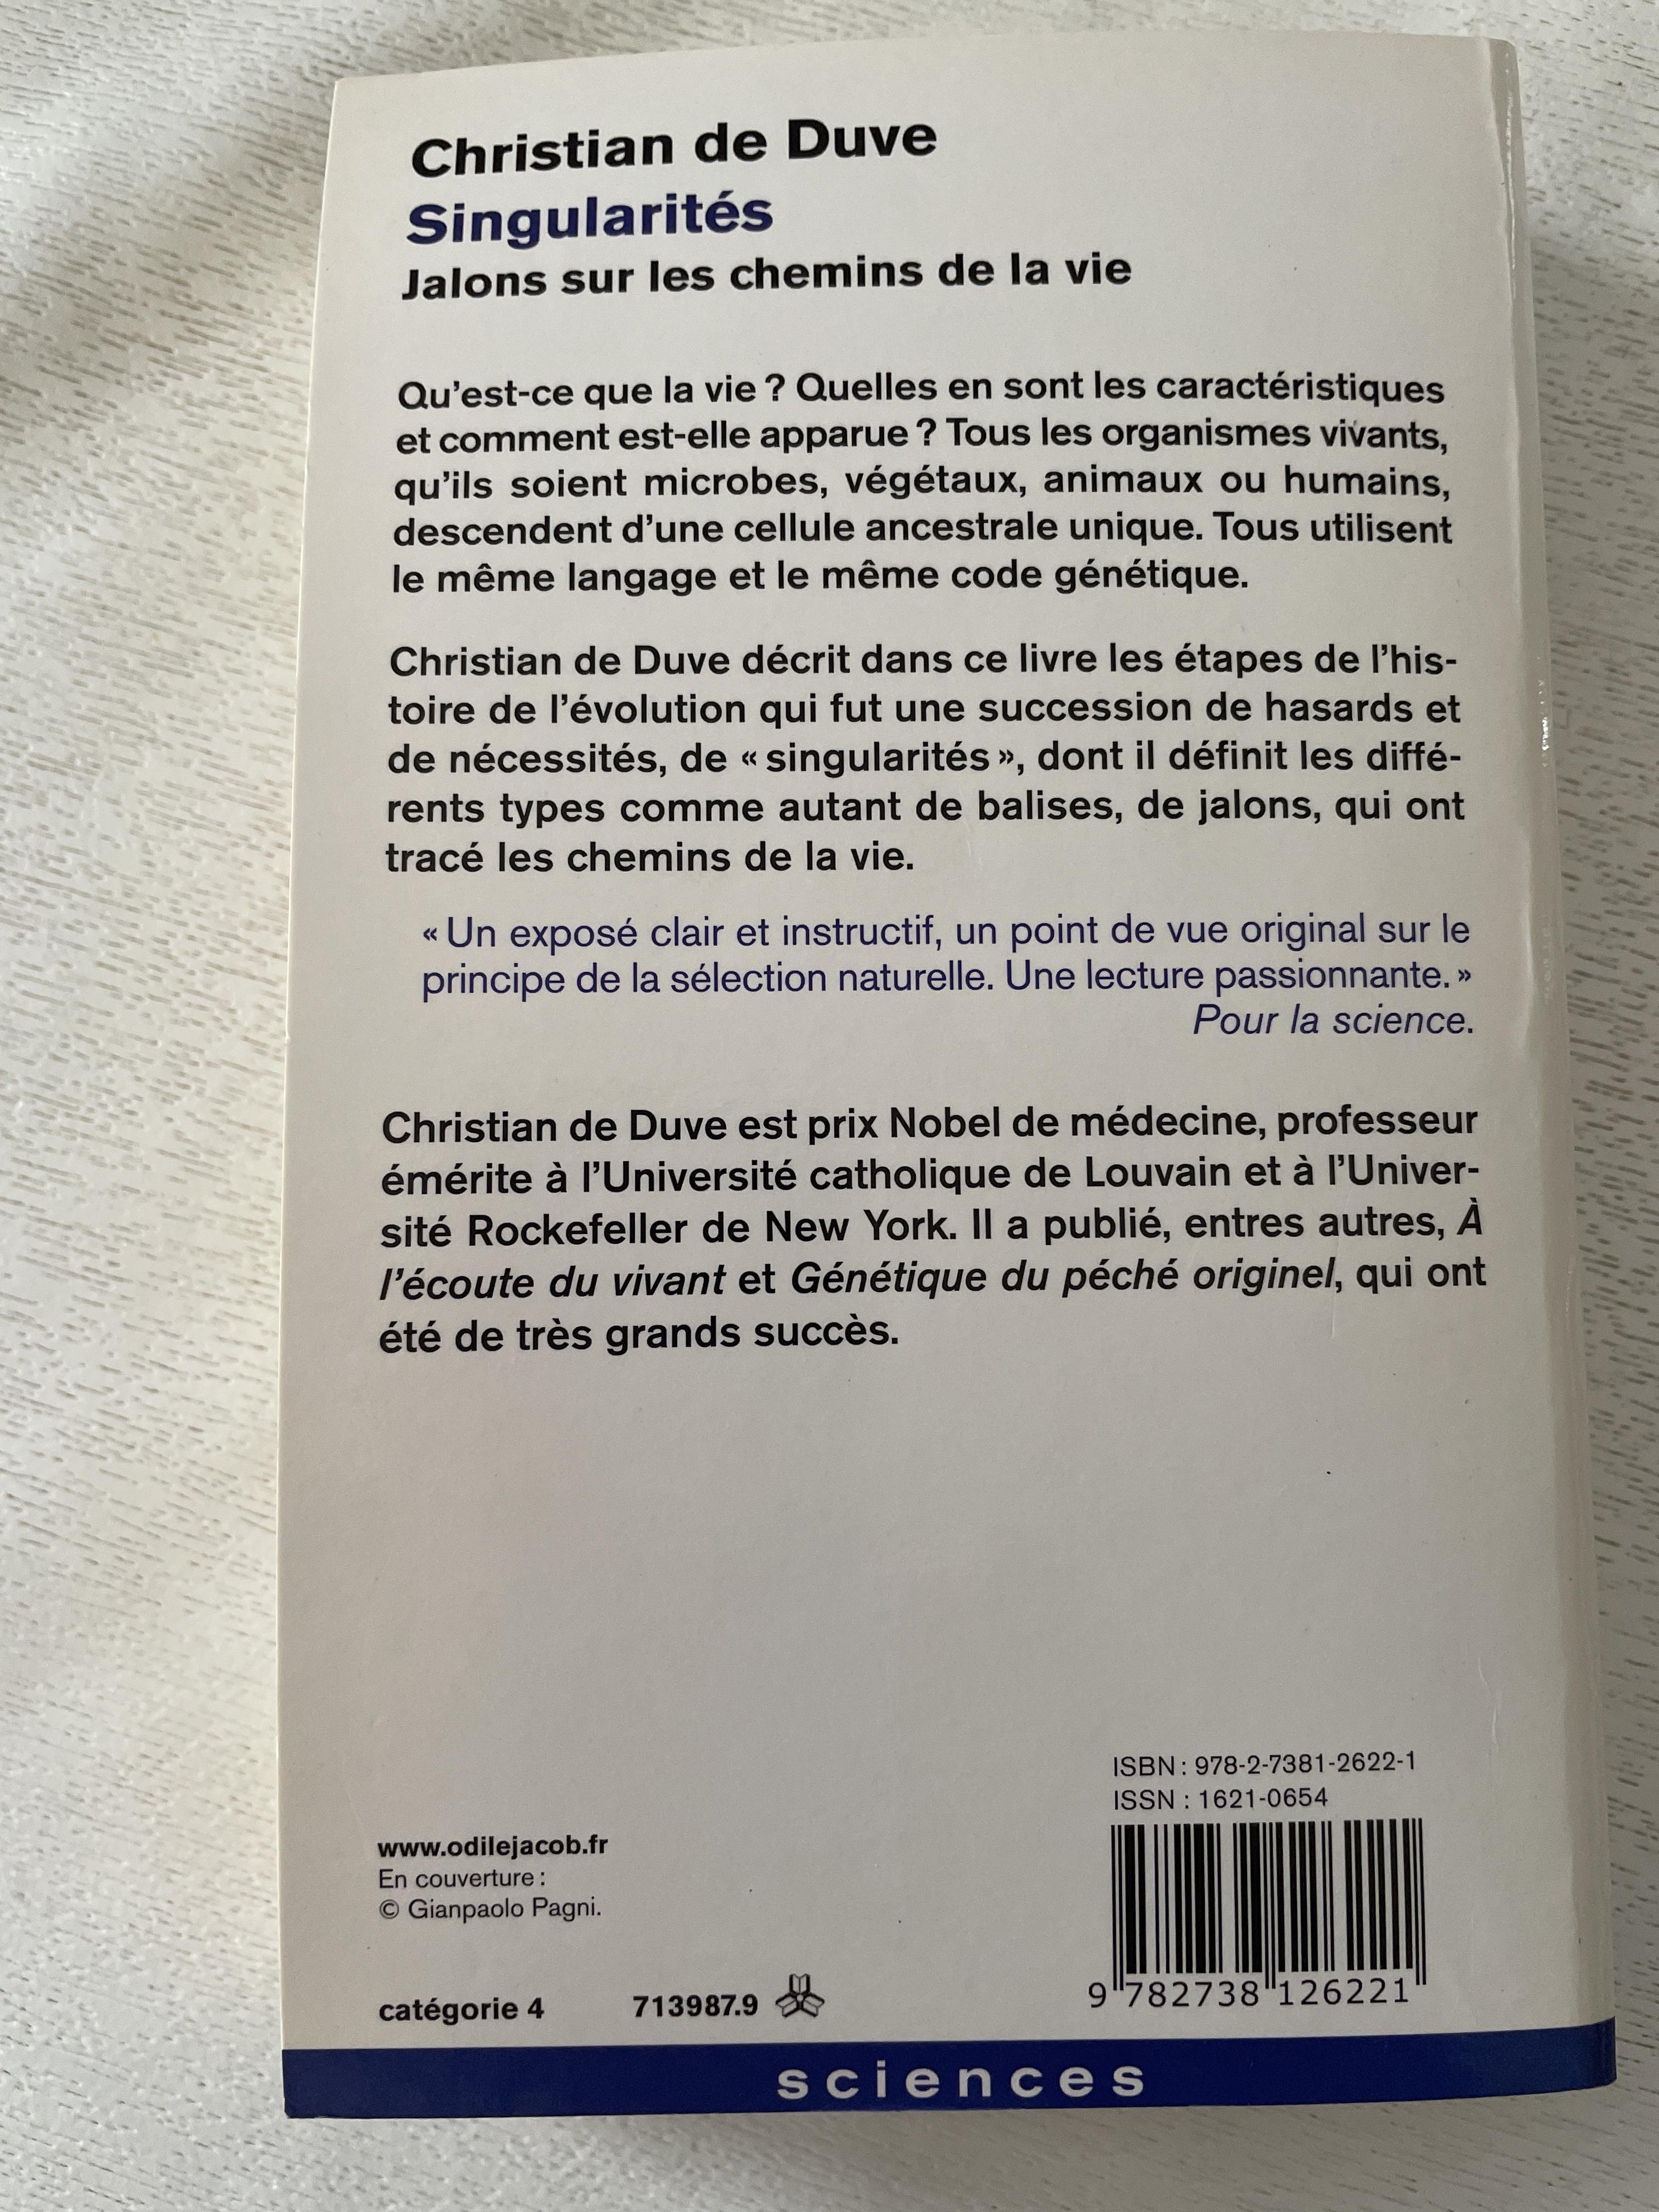 Christian de Duve
Singularités
Jalons sur les chemins de la vie
Qu'est-ce que la vie ? Quelles en sont les caractéristiques
et comment est-elle apparue ? Tous les organismes vivants,
qu'ils soient microbes, végétaux, animaux ou humains,
descendent d'une cellule ancestrale unique. Tous utilisent
le même langage et le même code génétique.
Christian de Duve décrit dans ce livre les étapes de l'his-
toire de l'évolution qui fut une succession de hasards et
de nécessités, de « singularités », dont il définit les diffé-
rents types comme autant de balises, de jalons, qui ont
tracé les chemins de la vie.
« Un exposé clair et instructif, un point de vue original sur le
principe de la sélection naturelle. Une lecture passionnante. »
Pour la science.
Christian de Duve est prix Nobel de médecine, professeur
émérite à l'Université catholique de Louvain et à l'Univer-
sité Rockefeller de New York. Il a publié, entres autres, À
l'écoute du vivant et Génétique du péché originel, qui ont
été de très grands succès.
ISBN : 978-2-7381-2622-1
ISSN : 1621-0654
www.odilejacob.fr
En couverture :
© Gianpaolo Pagni.
9 782738 126221
catégorie 4 713987.9
sciences